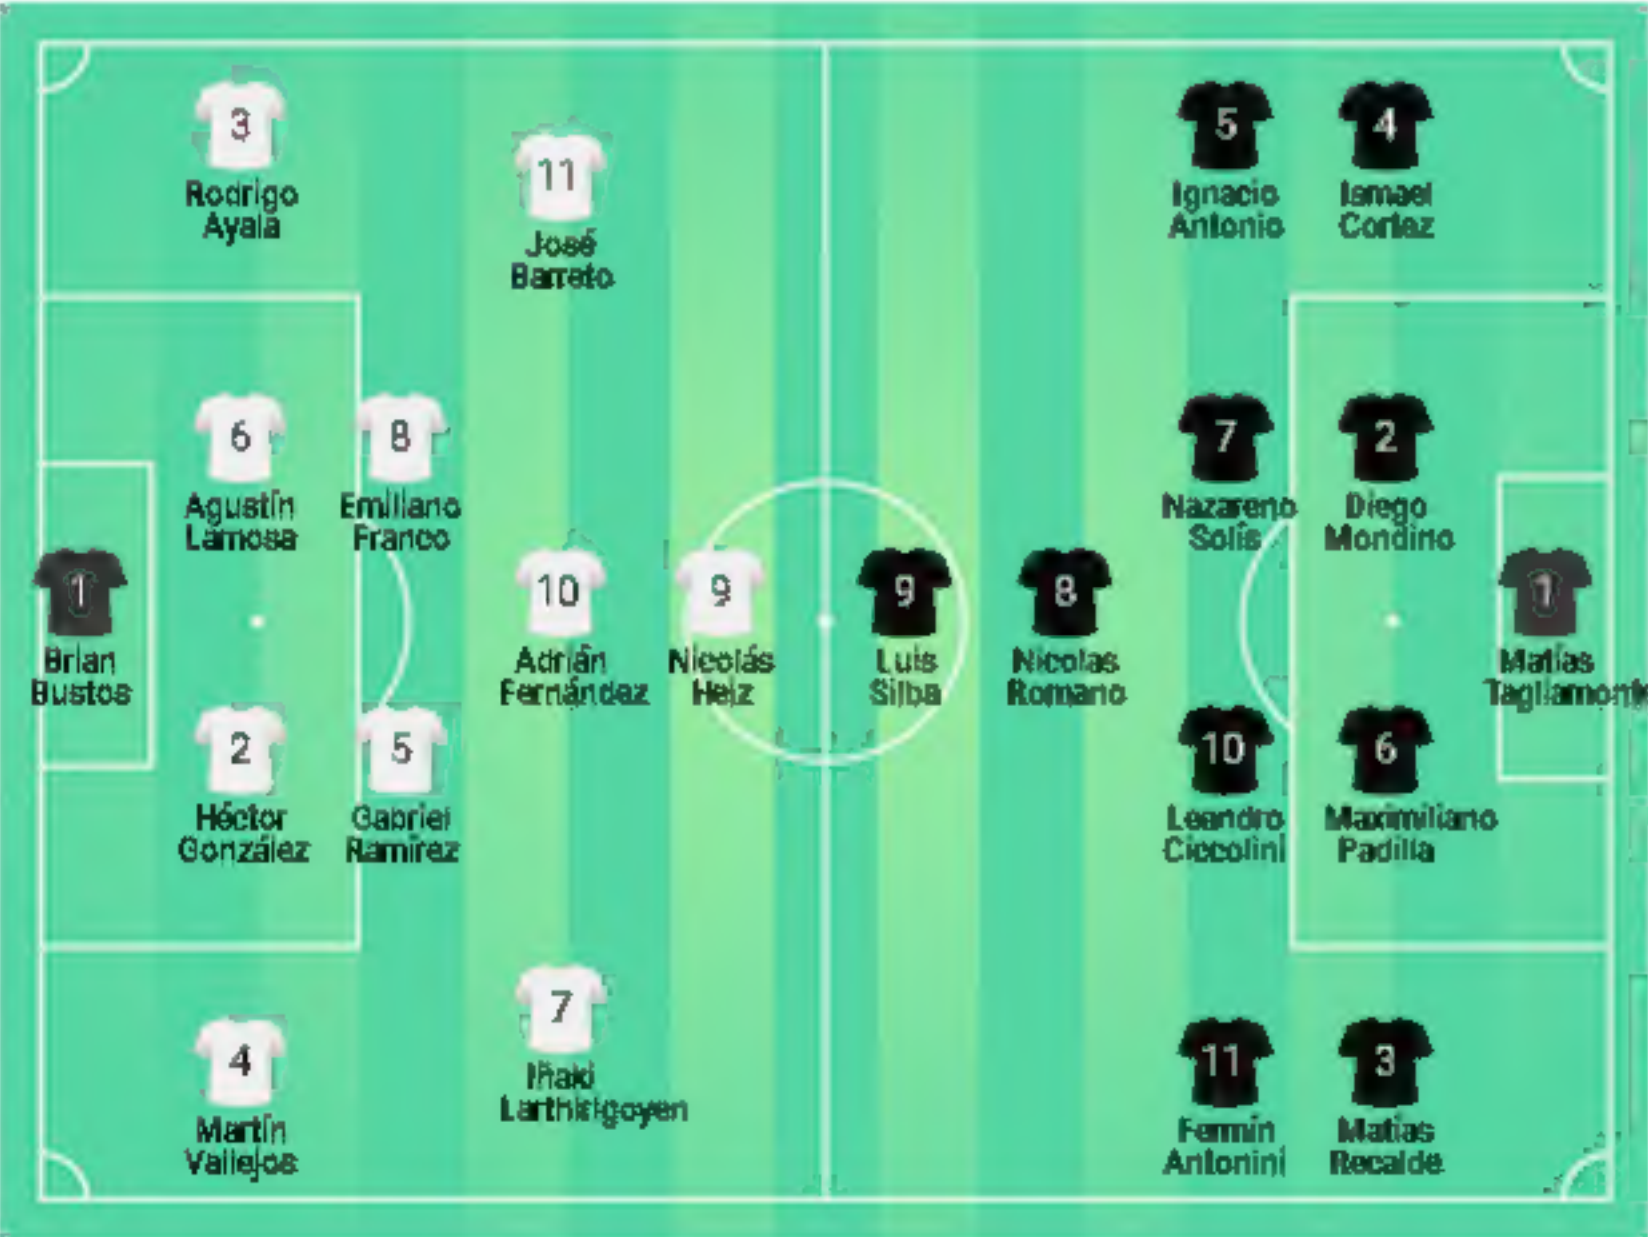 3
Rodrigo
Ayala
11
José
Barreto
5
Ignacio
Antonio
4
Ismael
Cortez
6
Agustín
Lamosa
8
Emiliano
Franco
7
Nazareno
Solís
2
Diego
Mondino
1
Brian
Bustos
10
Adrián
Fernández
9
Nicolás
Helz
9
Luis
Silba
8
Nicolas
Romano
1
Matías
Tagliamonte
2
Héctor
González
5
Gabriel
Ramírez
10
Leandro
Ciccolini
6
Maximiliano
Padilla
4
Martín
Vallejos
7
Iñaki
Larthirigoyen
11
Fermín
Antonini
3
Matías
Recalde